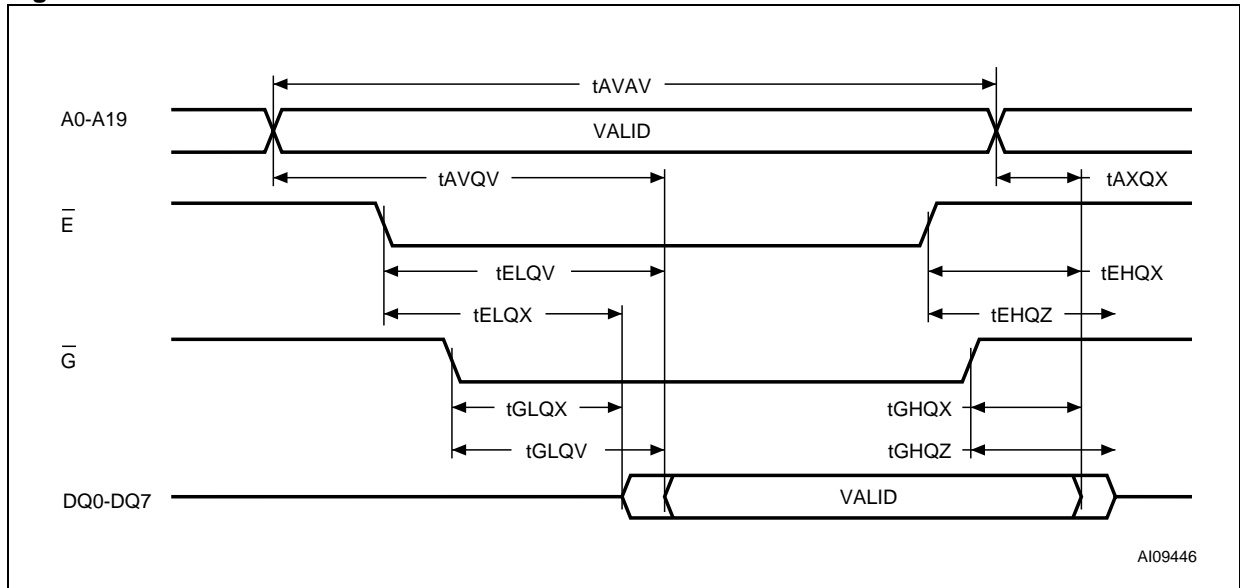 tAVAV
A0-A19
VALID
tAVQV
tAXQX
E
tELQV
tEHQX
tELQX
tEHQZ
G
tGLQX
tGHQX
tGLQV
tGHQZ
DQ0-DQ7
VALID
AI09446